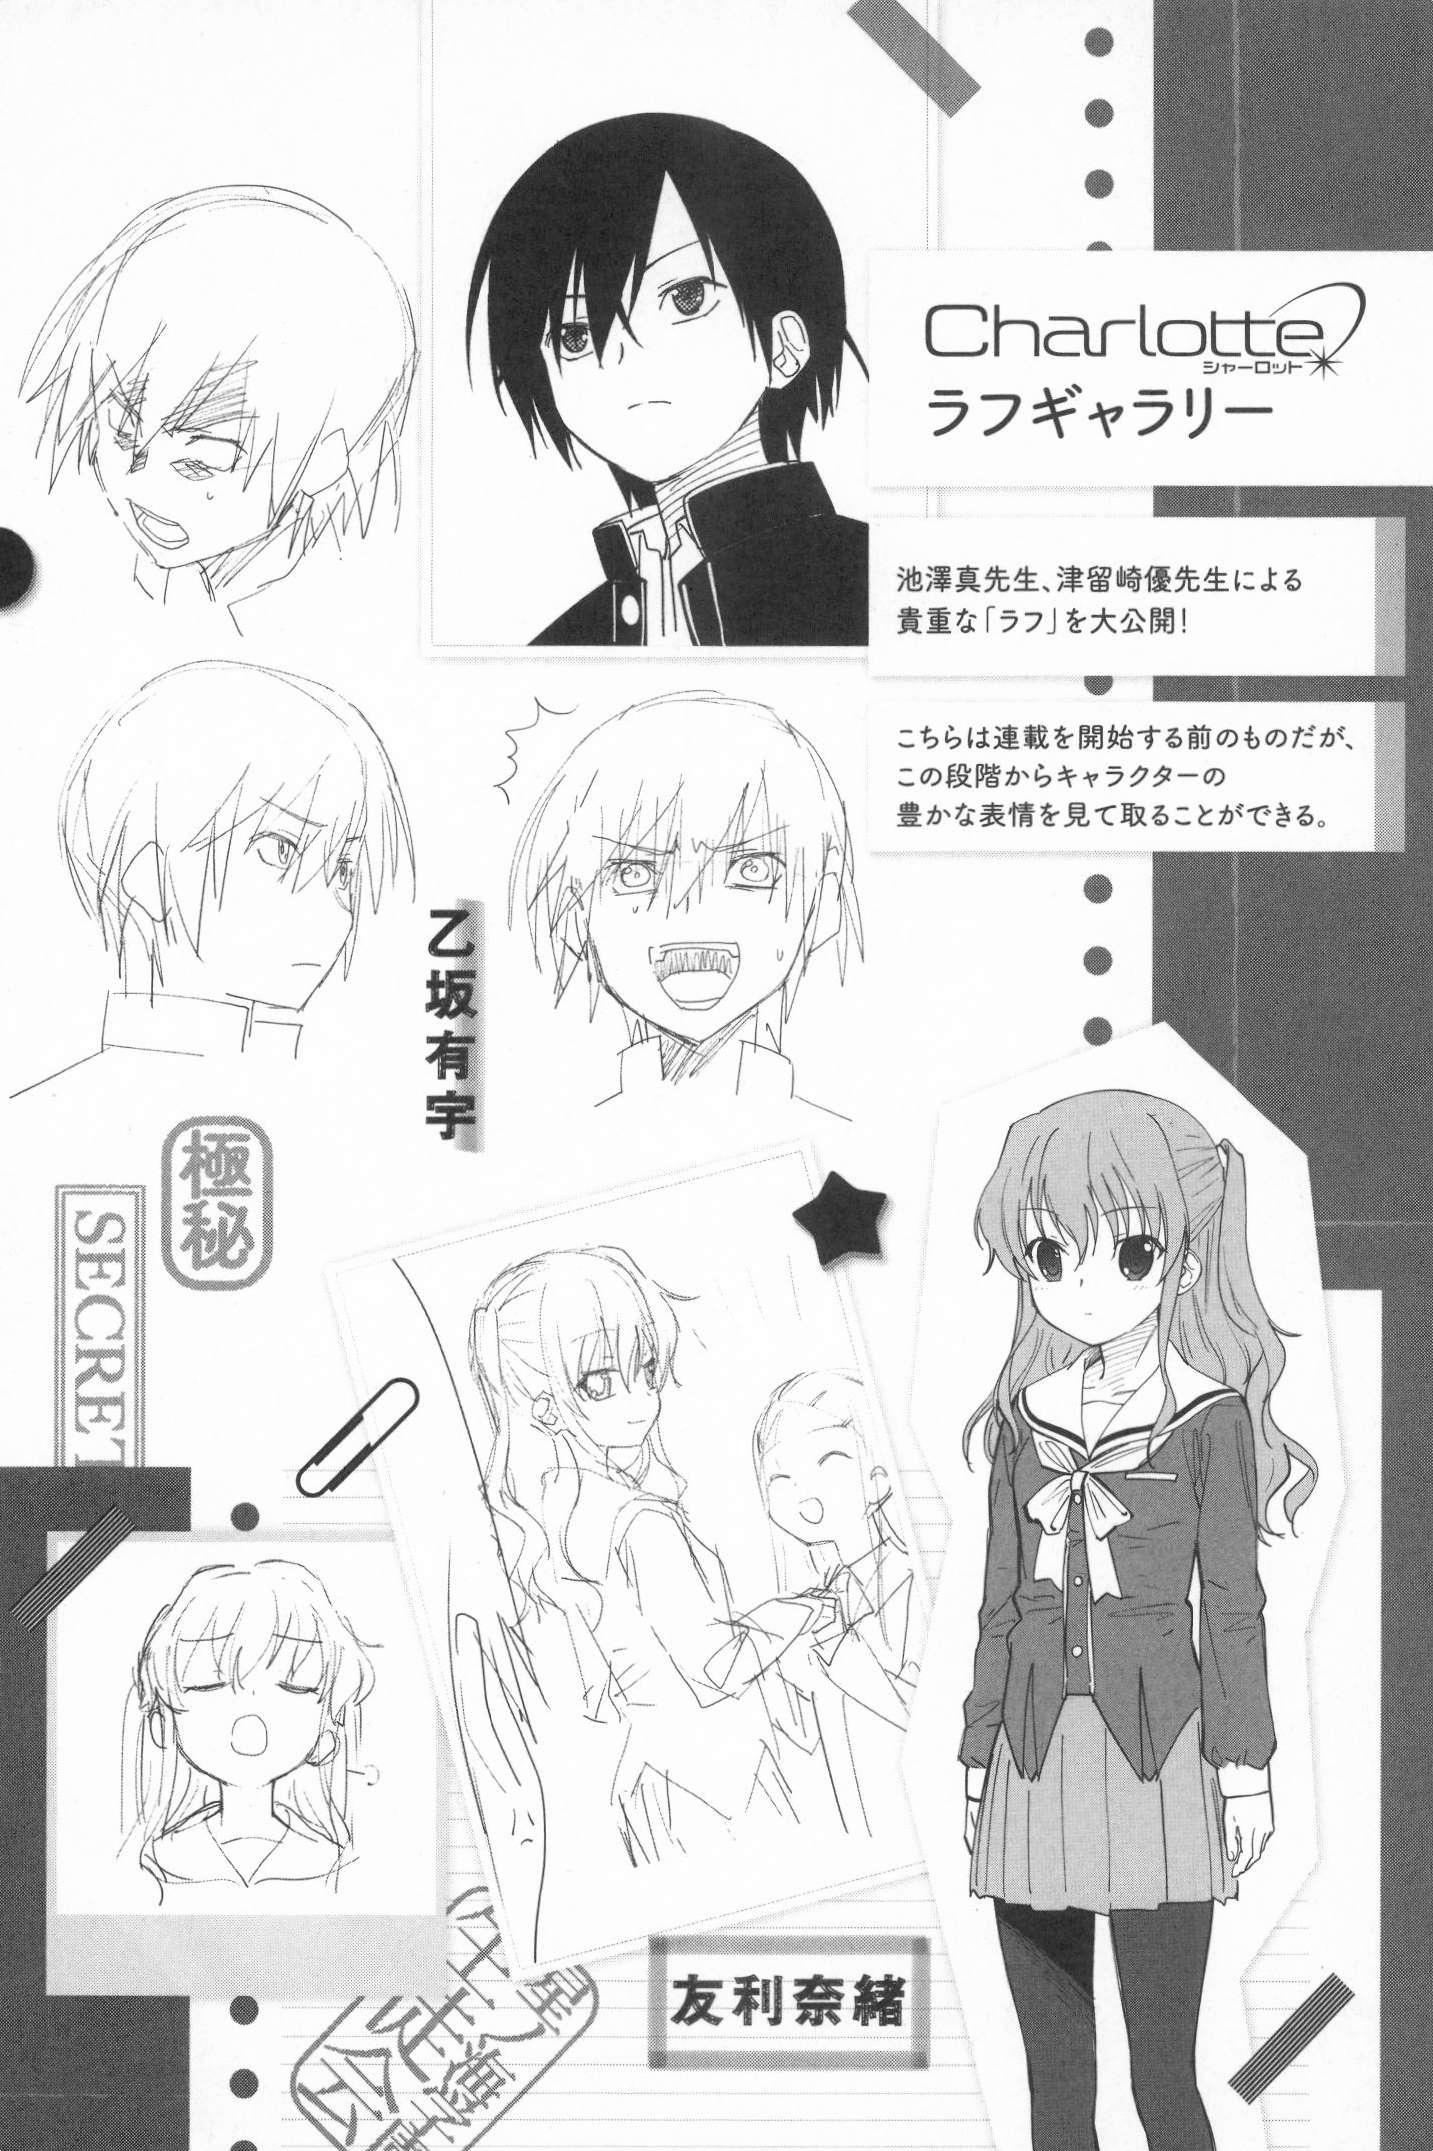 Charlotte
シャーロット
ラフギャラリー
池澤真先生、津留崎優先生による
貴重な「ラフ」を大公開！
こちらは連載を開始する前のものだが、
この段階からキャラクターの
豊かな表情を見て取ることができる。
乙坂有宇
極秘
SECRET
友利奈緒